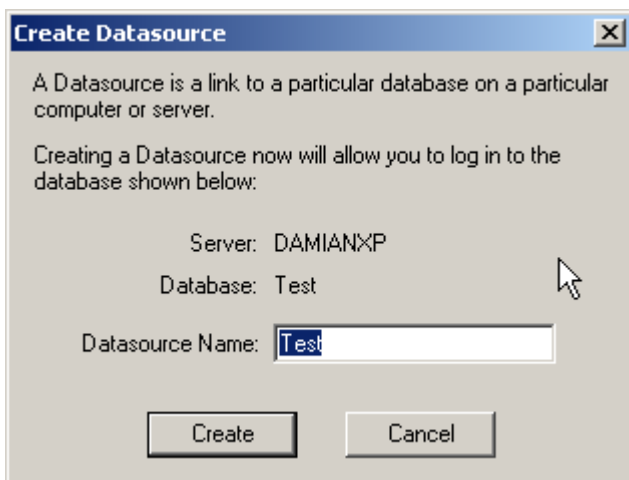 Create Datasource
A Datasource is a link to a particular database on a particular
computer or server.
Creating a Datasource now will allow you to log in to the
database shown below:
Server: DAMIANXP
Database: Test
Datasource Name: Test
Create Cancel